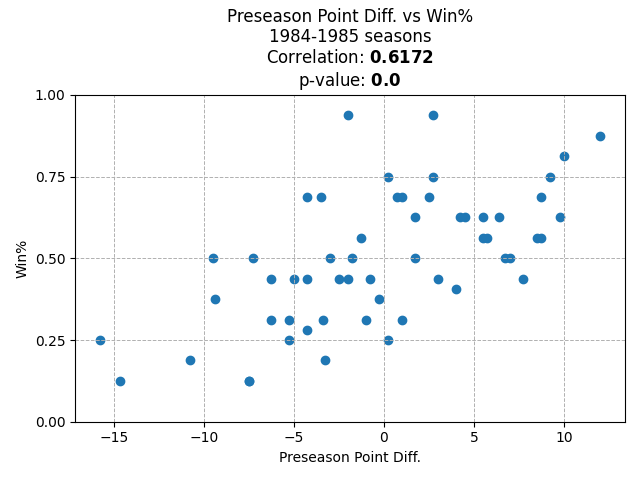 Preseason Point Diff. vs Win%
1984-1985 seasons
Correlation: 0.6172
p-value: 0.0
1.00
0.75
0.50
0.25
0.00
Win%
−15
−10
−5
0
5
10
Preseason Point Diff.